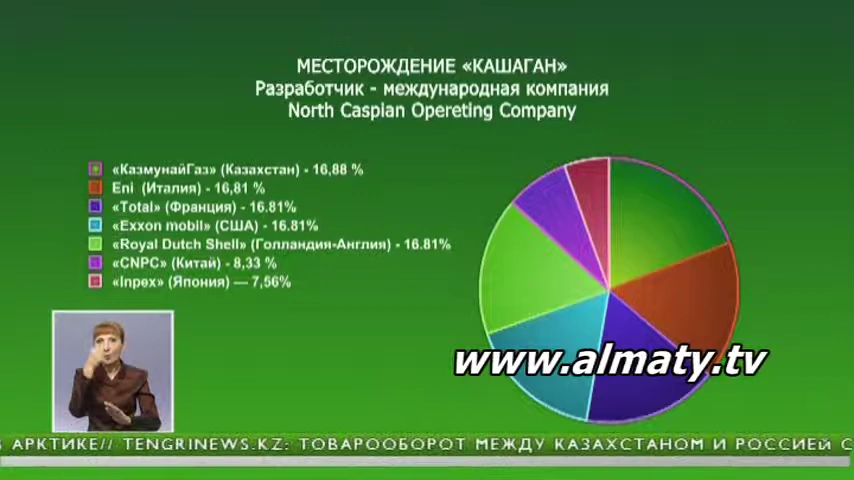 МЕСТОРОЖДЕНИЕ «КАШАГАН»
Разработчик - международная компания
North Caspian Opereting Company
«КазмунайГаз» (Казахстан) - 16,88 %
Eni (Италия) - 16,81 %
«Total» (Франция) - 16.81%
«Exxon mobil» (США) - 16.81%
«Royal Dutch Shell» (Голландия-Англия) - 16.81%
«CNPC» (Китай) - 8,33 %
«Inpex» (Япония) — 7,56%
www.almaty.tv
В АРКТИКЕ// TENGRINEWS.KZ: ТОВАРООБОРОТ МЕЖДУ КАЗАХСТАНОМ И РОССИЕЙ С